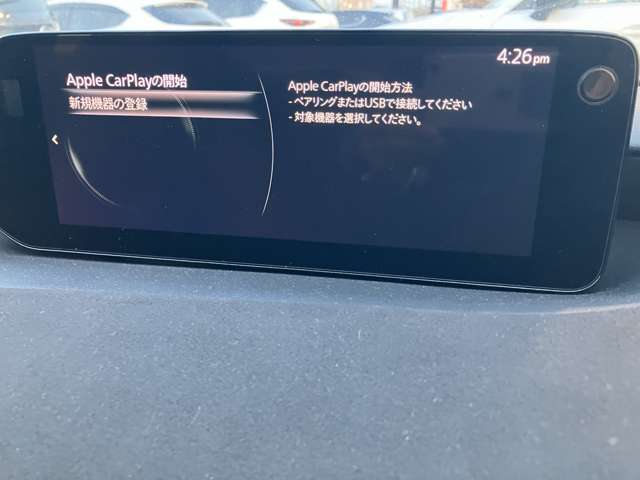 4:26pm
Apple CarPlayの開始
新規機器の登録
Apple CarPlayの開始方法
- ペアリングまたはUSBで接続してください
- 対象機器を選択してください。